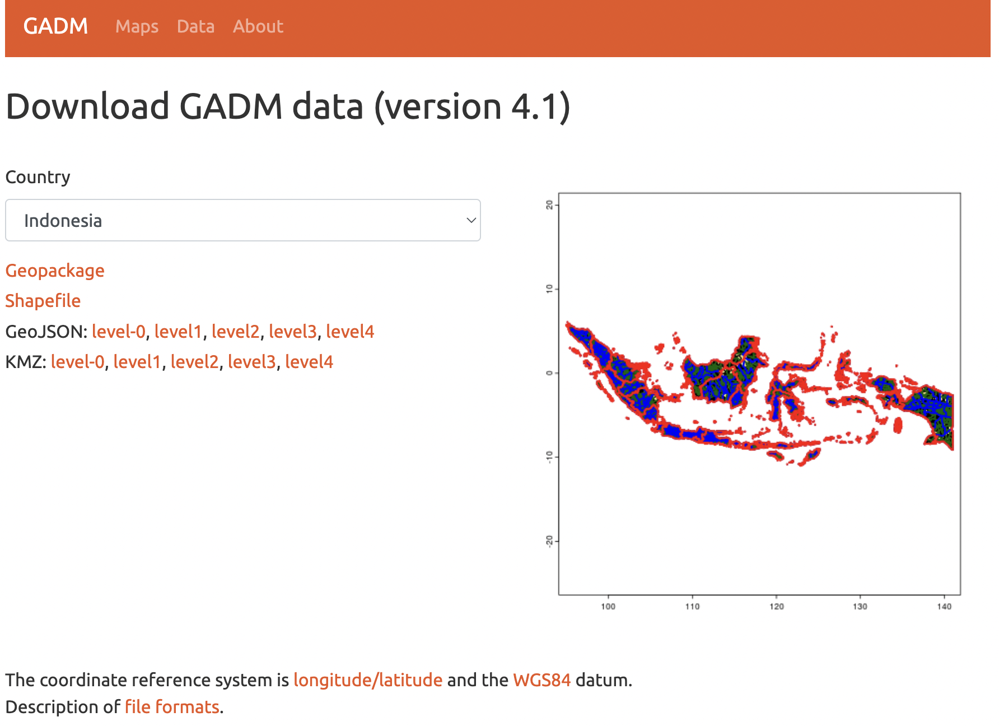 GADM Maps Data About
Download GADM data (version 4.1)
Country
Indonesia
Geopackage
Shapefile
GeoJSON: level-0, level1, level2, level3, level4
KMZ: level-0, level1, level2, level3, level4
20
10
0
-10
-20
100 110 120 130 140
The coordinate reference system is longitude/latitude and the WGS84 datum.
Description of file formats.